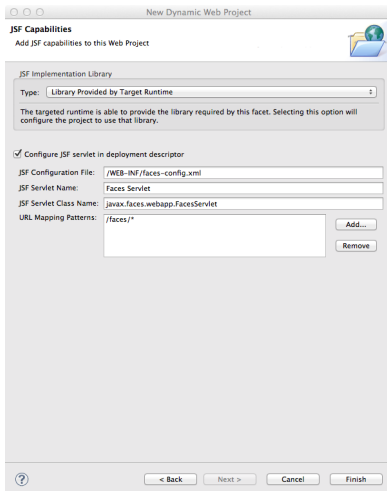 New Dynamic Web Project
JSF Capabilities
Add JSF capabilities to this Web Project
JSF Implementation Library
Type: Library Provided by Target Runtime
The targeted runtime is able to provide the library required by this facet. Selecting this option will
configure the project to use that library.
Configure JSF servlet in deployment descriptor
JSF Configuration File: /WEB-INF/faces-config.xml
JSF Servlet Name: Faces Servlet
JSF Servlet Class Name: javax.faces.webapp.FacesServlet
URL Mapping Patterns: /faces/* Add...
Remove
? < Back Next > Cancel Finish